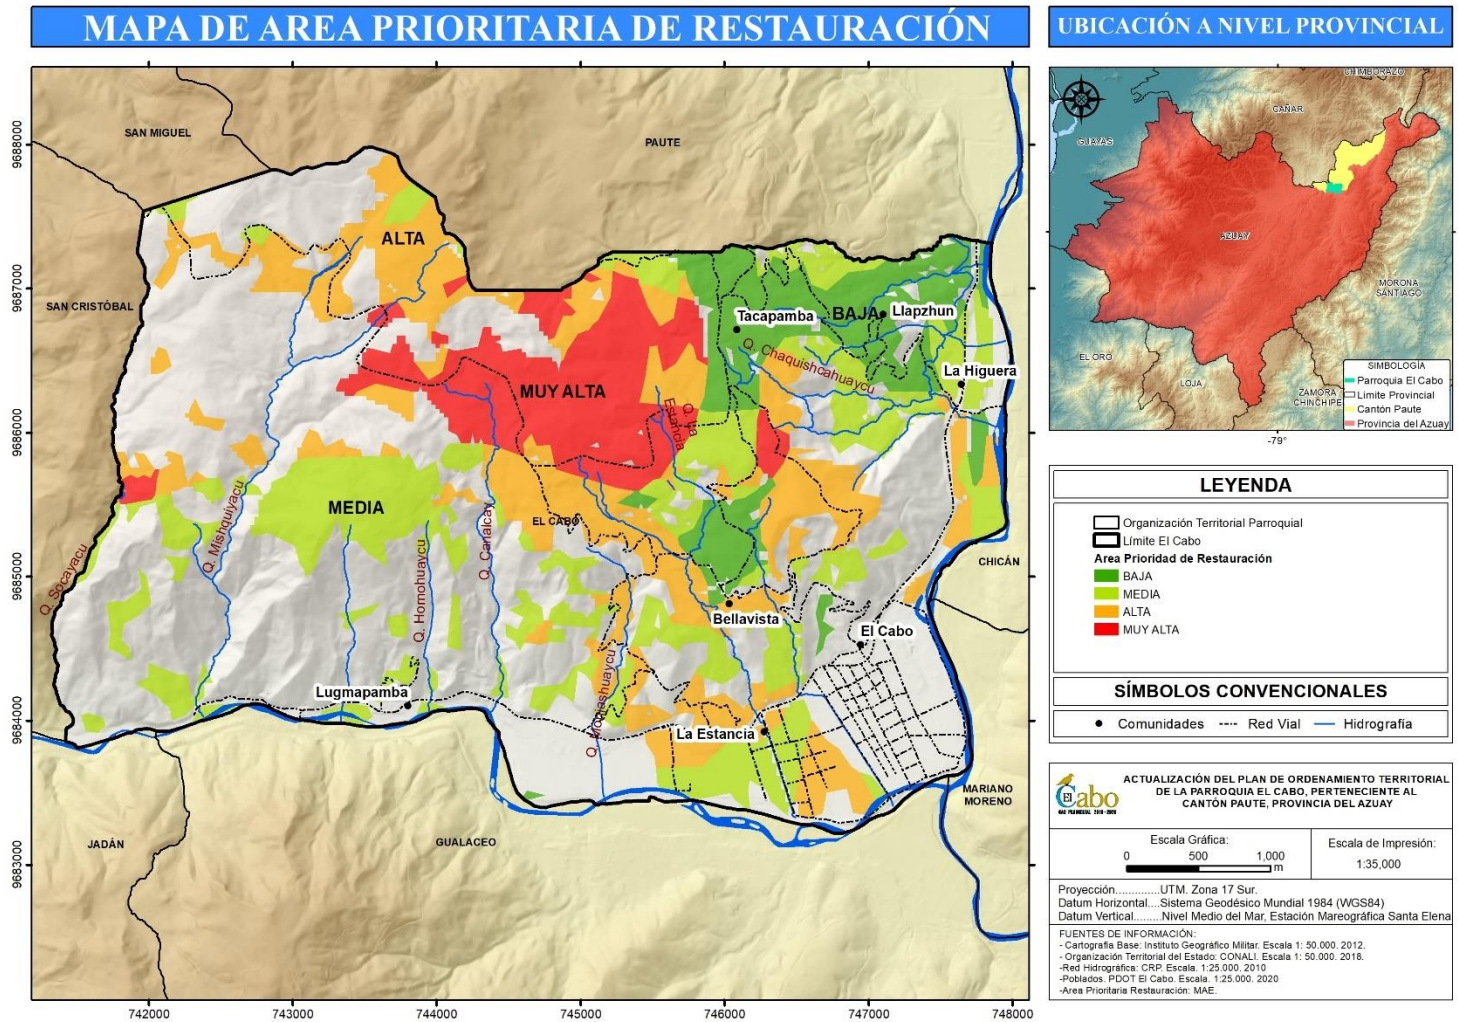 MAPA DE AREA PRIORITARIA DE RESTAURACIÓN
UBICACIÓN A NIVEL PROVINCIAL
SAN MIGUEL
PAUTE
SAN CRISTÓBAL
ALTA
Tacapamba
BAJA
Llapzhun
Q. Chaquishcahuaycu
La Higuera
MUY ALTA
Q. la Estancia
MEDIA
EL CABO
Q. Mishquiyacu
Q. Canalcay
Q. Homohuaycu
Q. Socayacu
CHICÁN
Bellavista
El Cabo
Lugmapamba
La Estancia
MARIANO
MORENO
JADÁN
GUALACEO
9688000
9687000
9686000
9685000
9684000
9683000
742000
743000
744000
745000
746000
747000
748000
CHIMBORAZO
CAÑAR
GUAYAS
AZUAY
MORONA
SANTIAGO
EL ORO
LOJA
ZAMORA
CHINCHIPE
SIMBOLOGÍA
Parroquia El Cabo
Limite Provincial
Cantón Paute
Provincia del Azuay
-79°
LEYENDA
Organización Territorial Parroquial
Límite El Cabo
Area Prioridad de Restauración
BAJA
MEDIA
ALTA
MUY ALTA
SÍMBOLOS CONVENCIONALES
Comunidades
Red Vial
Hidrografía
El Cabo
ACTUALIZACIÓN DEL PLAN DE ORDENAMIENTO TERRITORIAL
DE LA PARROQUIA EL CABO, PERTENECIENTE AL
CANTÓN PAUTE, PROVINCIA DEL AZUAY
Escala Gráfica:
0 500 1,000
m
Escala de Impresión:
1:35,000
Proyección.............UTM. Zona 17 Sur.
Datum Horizontal....Sistema Geodésico Mundial 1984 (WGS84)
Datum Vertical.........Nivel Medio del Mar, Estación Mareográfica Santa Elena
FUENTES DE INFORMACIÓN:
- Cartografía Base: Instituto Geográfico Militar. Escala 1: 50.000. 2012.
- Organización Territorial del Estado: CONALI. Escala 1: 50.000. 2018.
-Red Hidrográfica: CRP. Escala. 1:25.000. 2010
-Poblados. PDOT El Cabo. Escala. 1:25.000. 2020
-Area Prioritaria Restauración: MAE.